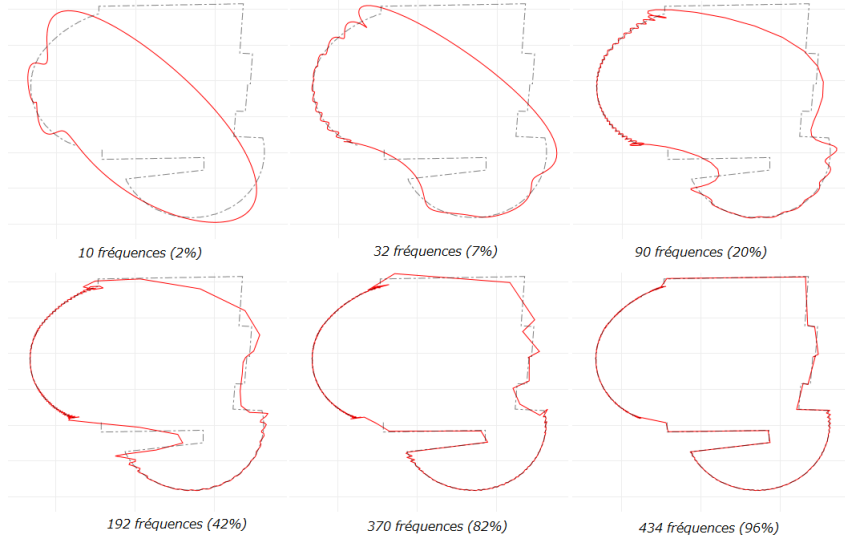 10 fréquences (2%)
32 fréquences (7%)
90 fréquences (20%)
192 fréquences (42%)
370 fréquences (82%)
434 fréquences (96%)